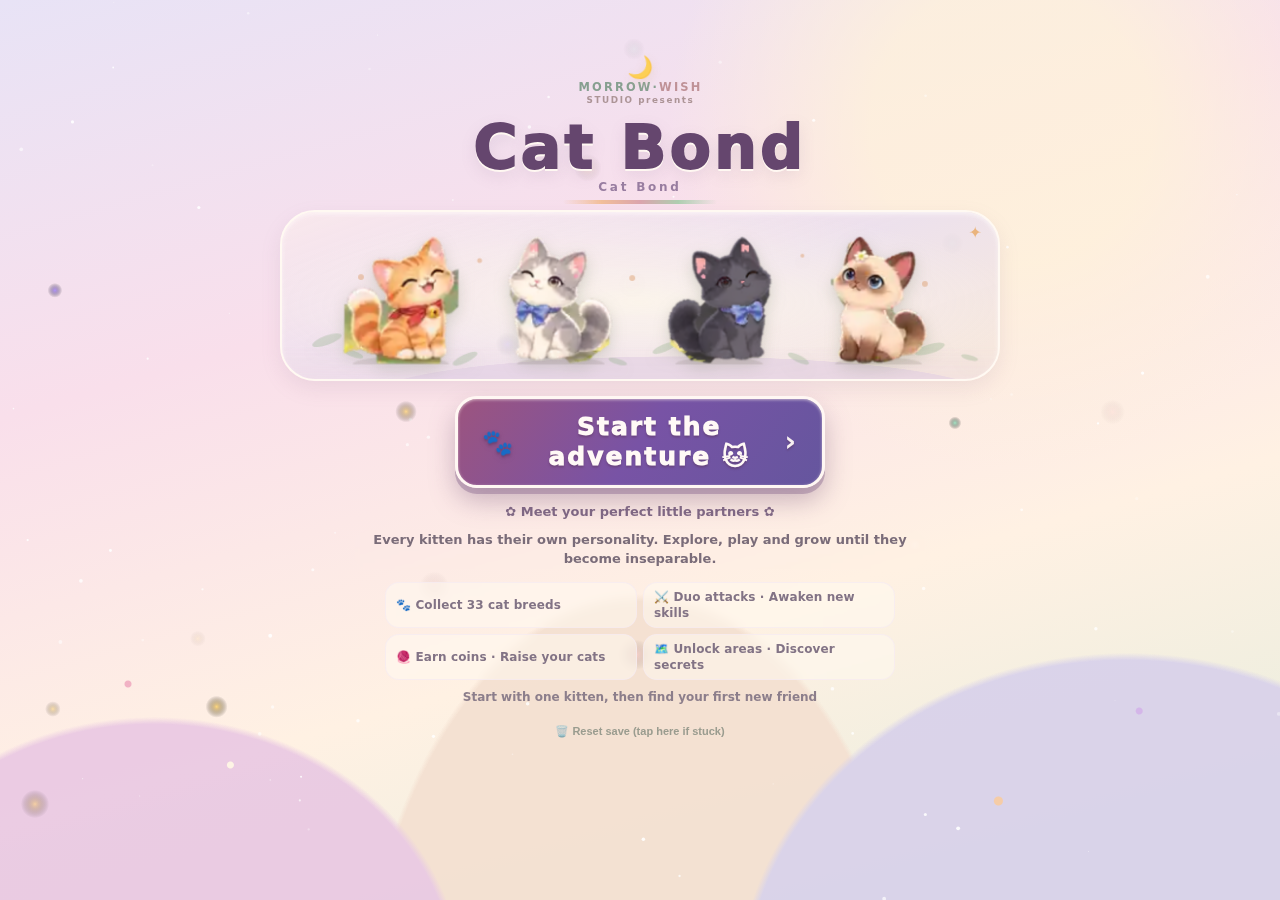 MORROW·WISH
STUDIO presents
Cat Bond
Cat Bond
Start the
adventure 🐱
✿ Meet your perfect little partners ✿
Every kitten has their own personality. Explore, play and grow until they
become inseparable.
🐾 Collect 33 cat breeds
⚔️ Duo attacks · Awaken new
skills
🧶 Earn coins · Raise your cats
🗺️ Unlock areas · Discover
secrets
Start with one kitten, then find your first new friend
🗑️ Reset save (tap here if stuck)